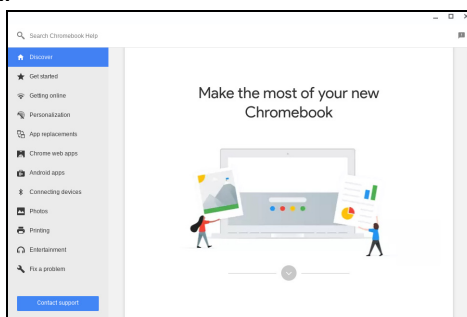 Search Chromebook Help
Discover
Get started
Getting online
Personalization
App replacements
Chrome web apps
Android apps
Connecting devices
Photos
Printing
Entertainment
Fix a problem
Contact support
Make the most of your new
Chromebook